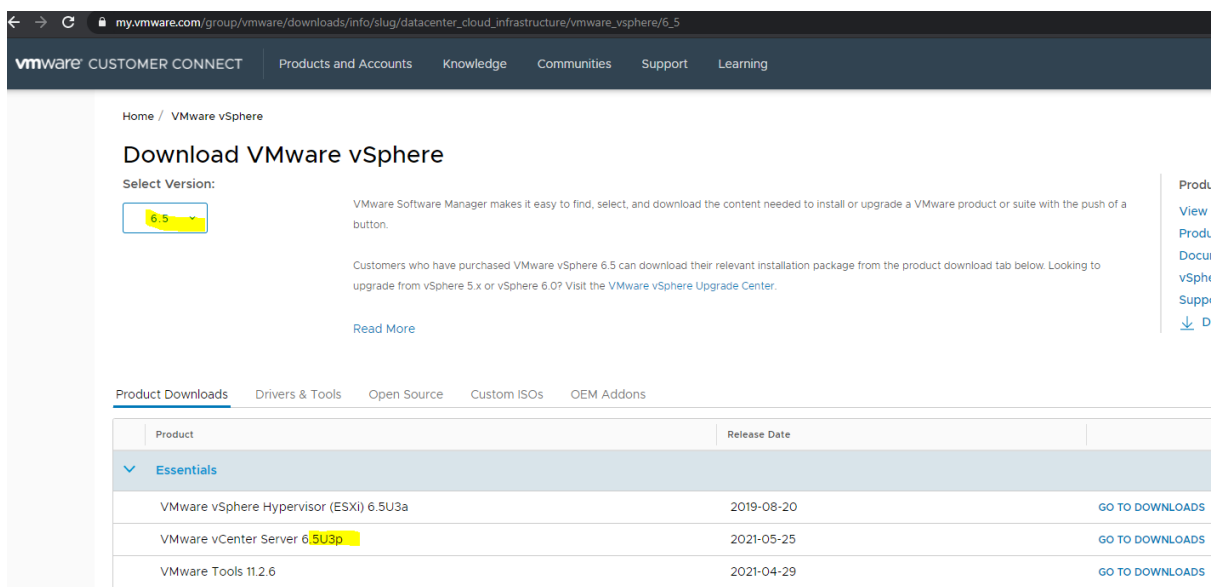 my.vmware.com/group/vmware/downloads/info/slug/datacenter_cloud_infrastructure/vmware_vsphere/6_5
vmware® CUSTOMER CONNECT Products and Accounts Knowledge Communities Support Learning
Home / VMware vSphere
Download VMware vSphere
Select Version:
6.5
VMware Software Manager makes it easy to find, select, and download the content needed to install or upgrade a VMware product or suite with the push of a
button.
Customers who have purchased VMware vSphere 6.5 can download their relevant installation package from the product download tab below. Looking to
upgrade from vSphere 5.x or vSphere 6.0? Visit the VMware vSphere Upgrade Center.
Read More
Produ
View
Produ
Docum
vSphe
Suppo
D
Product Downloads Drivers & Tools Open Source Custom ISOs OEM Addons
Product Release Date
Essentials
VMware vSphere Hypervisor (ESXi) 6.5U3a 2019-08-20 GO TO DOWNLOADS
VMware vCenter Server 6.5U3p 2021-05-25 GO TO DOWNLOADS
VMware Tools 11.2.6 2021-04-29 GO TO DOWNLOADS